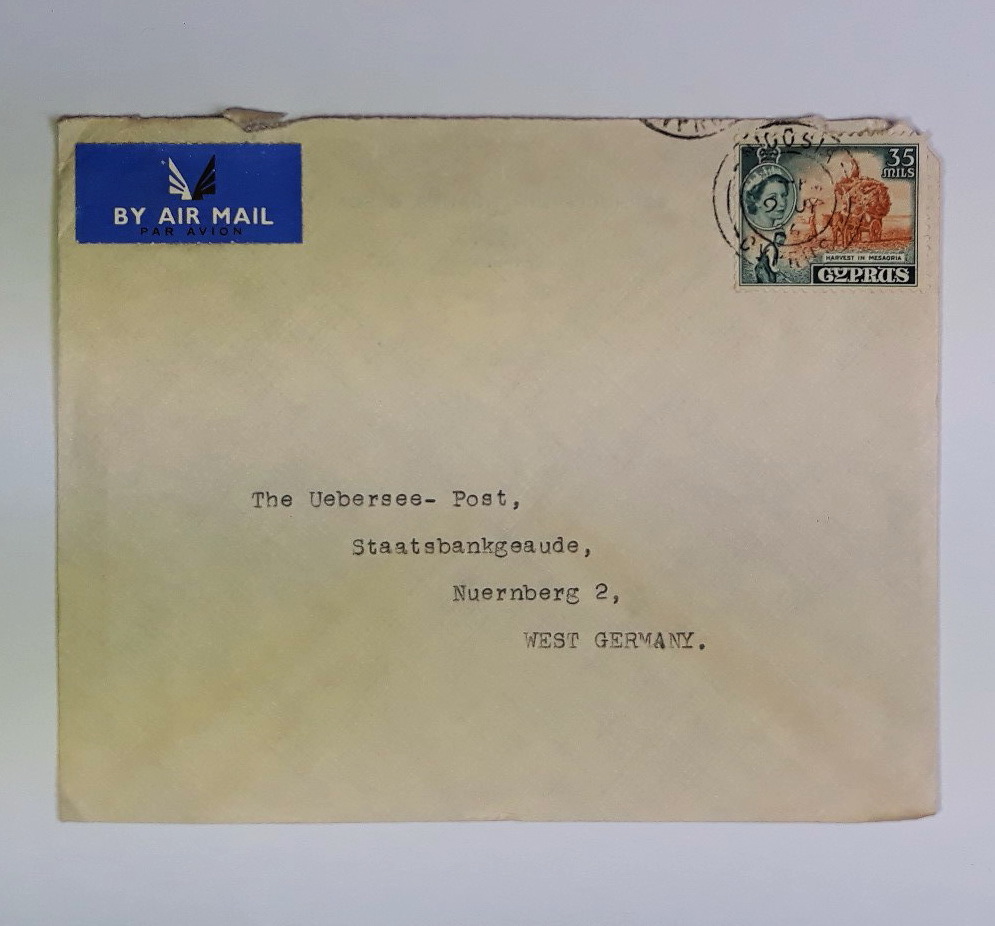 BY AIR MAIL
PAR AVION
35
MILS
HARVEST IN MESAORIA
CYPRUS
The Uebersee- Post,
Staatsbankgeaude,
Nuernberg 2,
WEST GERMANY.